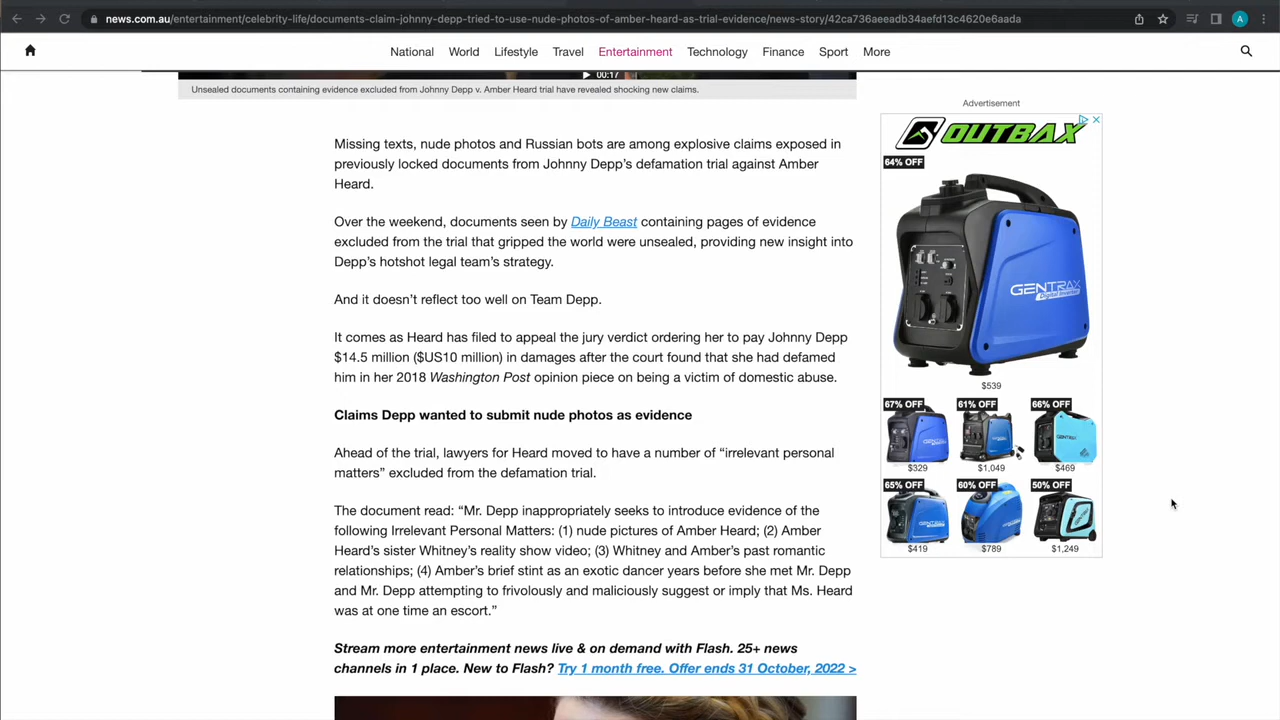 news.com.au/entertainment/celebrity-life/documents-claim-johnny-depp-tried-to-use-nude-photos-of-amber-heard-as-trial-evidence/news-story/42ca736aeeadb34aefd13c4620e6aada
A
National World Lifestyle Travel Entertainment Technology Finance Sport More
00:17
Unsealed documents containing evidence excluded from Johnny Depp v. Amber Heard trial have revealed shocking new claims.
Missing texts, nude photos and Russian bots are among explosive claims exposed in
previously locked documents from Johnny Depp's defamation trial against Amber
Heard.
Over the weekend, documents seen by Daily Beast containing pages of evidence
excluded from the trial that gripped the world were unsealed, providing new insight into
Depp's hotshot legal team's strategy.
And it doesn't reflect too well on Team Depp.
It comes as Heard has filed to appeal the jury verdict ordering her to pay Johnny Depp
$14.5 million ($US10 million) in damages after the court found that she had defamed
him in her 2018 Washington Post opinion piece on being a victim of domestic abuse.
Claims Depp wanted to submit nude photos as evidence
Ahead of the trial, lawyers for Heard moved to have a number of “irrelevant personal
matters” excluded from the defamation trial.
The document read: “Mr. Depp inappropriately seeks to introduce evidence of the
following Irrelevant Personal Matters: (1) nude pictures of Amber Heard; (2) Amber
Heard's sister Whitney's reality show video; (3) Whitney and Amber's past romantic
relationships; (4) Amber's brief stint as an exotic dancer years before she met Mr. Depp
and Mr. Depp attempting to frivolously and maliciously suggest or imply that Ms. Heard
was at one time an escort.”
Stream more entertainment news live & on demand with Flash. 25+ news
channels in 1 place. New to Flash? Try 1 month free. Offer ends 31 October, 2022 >
Advertisement
OUTBAX
64% OFF
GENTRAX
Digital Inverter
$539
67% OFF 61% OFF 66% OFF
GENTRAX
$329 $1,049 $469
65% OFF 60% OFF 50% OFF
$419 $789 $1,249